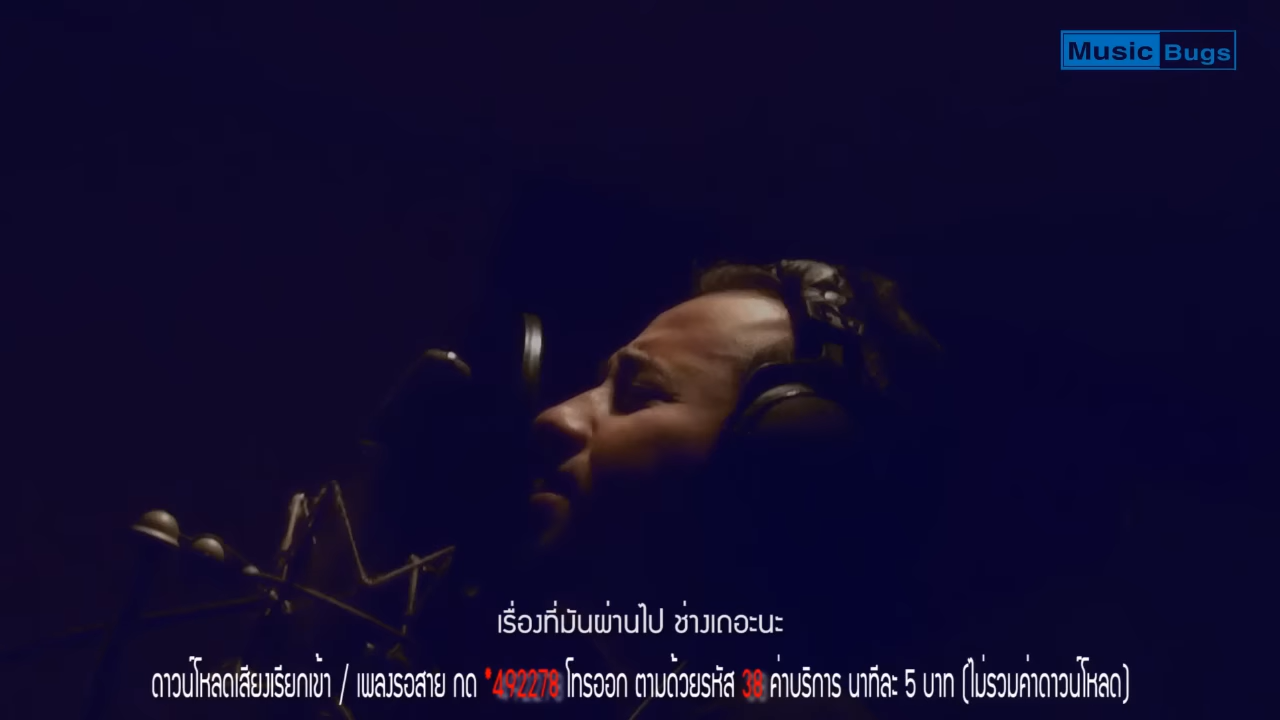 Music Bugs
เรื่องที่มันผ่านไป ช่างเถอะนะ
ดาวน์โหลดเสียงเรียกเข้า / เพลงรอสาย กด *492278 โทรออก ตามด้วยรหัส 38 ค่าบริการ นาทีละ 5 บาท (ไม่รวมค่าดาวน์โหลด)